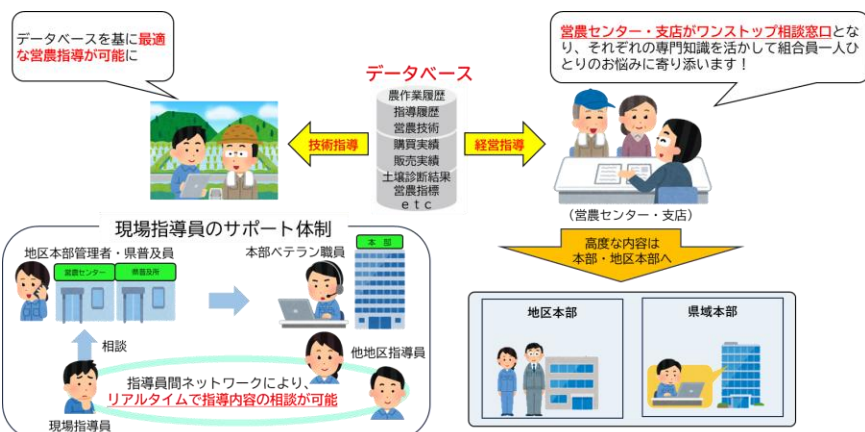 データベースを基に最適
な営農指導が可能に
営農センター・支店がワンストップ相談窓口とな
り、それぞれの専門知識を活かして組合員一人ひ
とりのお悩みに寄り添います!
データベース
農作業履歴
指導履歴
営農技術
購買実績
販売実績
土壌診断結果
営農指標
etc
技術指導
経営指導
(営農センター・支店)
高度な内容は
本部・地区本部へ
地区本部
県域本部
現場指導員のサポート体制
地区本部管理者・県普及員
営農センター
県普及所
本部ベテラン職員
本 部
相談
他地区指導員
指導員間ネットワークにより、
リアルタイムで指導内容の相談が可能
現場指導員